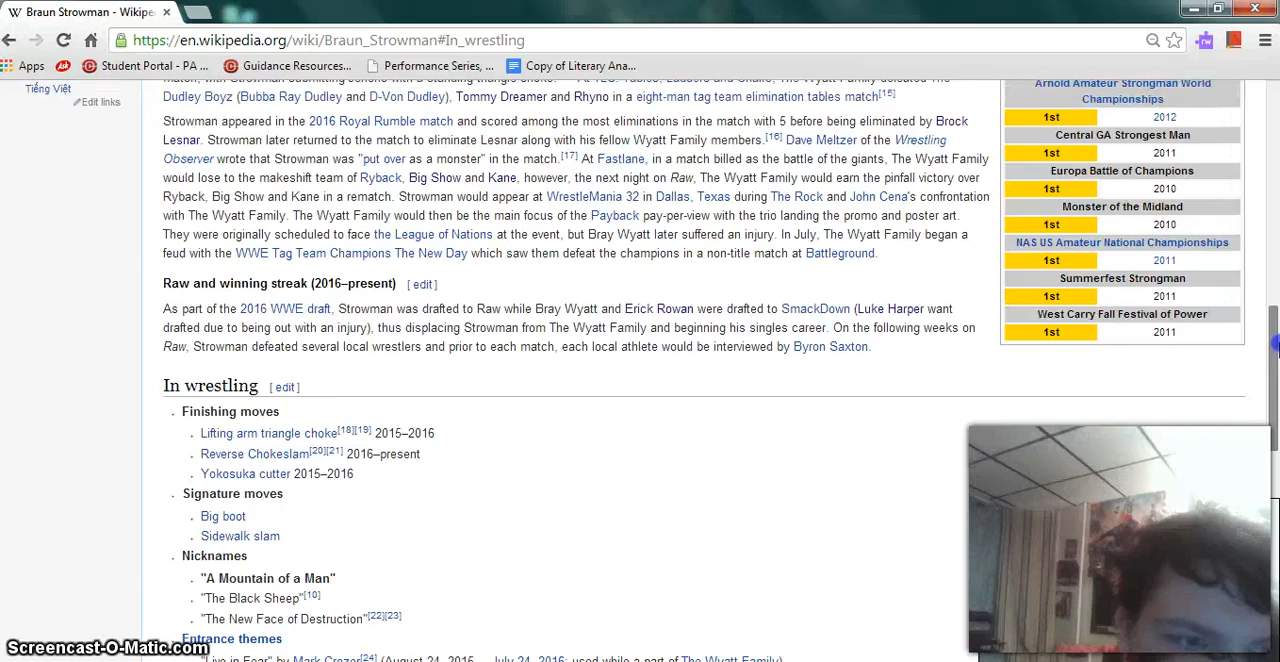 Braun Strowman - Wikipe
https://en.wikipedia.org/wiki/Braun_Strowman#In_wrestling
Apps Student Portal - PA ... Guidance Resources... Performance Series, ... Copy of Literary Ana...
Tiếng Việt
Edit links
Dudley Boyz (Bubba Ray Dudley and D-Von Dudley), Tommy Dreamer and Rhyno in a eight-man tag team elimination tables match[15]
Strowman appeared in the 2016 Royal Rumble match and scored among the most eliminations in the match with 5 before being eliminated by Brock
Lesnar. Strowman later returned to the match to eliminate Lesnar along with his fellow Wyatt Family members.[16] Dave Meltzer of the Wrestling
Observer wrote that Strowman was "put over as a monster" in the match.[17] At Fastlane, in a match billed as the battle of the giants, The Wyatt Family
would lose to the makeshift team of Ryback, Big Show and Kane, however, the next night on Raw, The Wyatt Family would earn the pinfall victory over
Ryback, Big Show and Kane in a rematch. Strowman would appear at WrestleMania 32 in Dallas, Texas during The Rock and John Cena's confrontation
with The Wyatt Family. The Wyatt Family would then be the main focus of the Payback pay-per-view with the trio landing the promo and poster art.
They were originally scheduled to face the League of Nations at the event, but Bray Wyatt later suffered an injury. In July, The Wyatt Family began a
feud with the WWE Tag Team Champions The New Day which saw them defeat the champions in a non-title match at Battleground.
Raw and winning streak (2016–present) [ edit ]
As part of the 2016 WWE draft, Strowman was drafted to Raw while Bray Wyatt and Erick Rowan were drafted to SmackDown (Luke Harper want
drafted due to being out with an injury), thus displacing Strowman from The Wyatt Family and beginning his singles career. On the following weeks on
Raw, Strowman defeated several local wrestlers and prior to each match, each local athlete would be interviewed by Byron Saxton.
In wrestling [ edit ]
Finishing moves
Lifting arm triangle choke[18][19] 2015–2016
Reverse Chokeslam[20][21] 2016–present
Yokosuka cutter 2015–2016
Signature moves
Big boot
Sidewalk slam
Nicknames
"A Mountain of a Man"
"The Black Sheep"[10]
"The New Face of Destruction"[22][23]
Entrance themes
"Live in Fear" by Mark Crozer[24] (August 24, 2015 – July 24, 2016; used while a part of The Wyatt Family)
Arnold Amateur Strongman World
Championships
1st 2012
Central GA Strongest Man
1st 2011
Europa Battle of Champions
1st 2010
Monster of the Midland
1st 2010
NAS US Amateur National Championships
1st 2011
Summerfest Strongman
1st 2011
West Carry Fall Festival of Power
1st 2011
Screencast-O-Matic.com